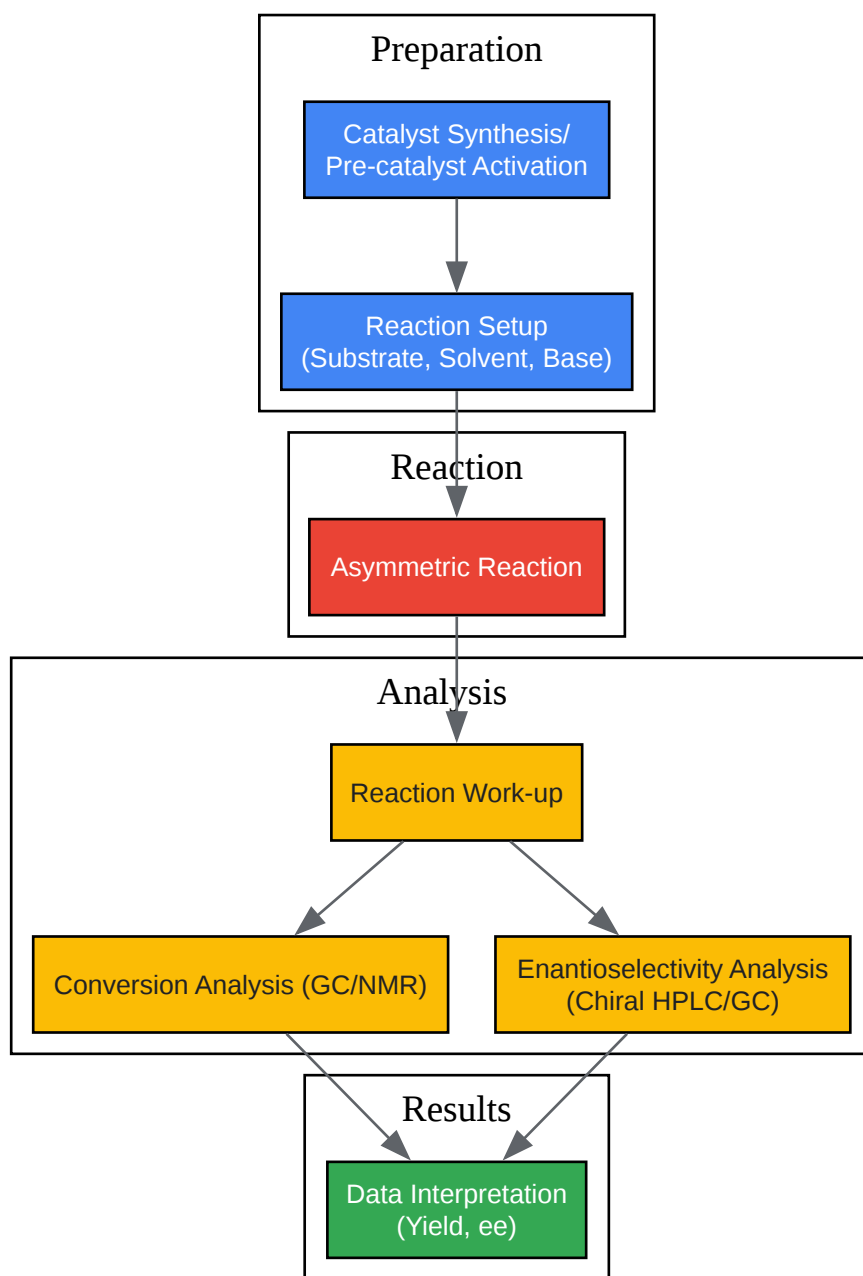 Preparation
Catalyst Synthesis/
Pre-catalyst Activation
Reaction Setup
(Substrate, Solvent, Base)
Reaction
Asymmetric Reaction
Analysis
Reaction Work-up
Conversion Analysis (GC/NMR)
Enantioselectivity Analysis
(Chiral HPLC/GC)
Results
Data Interpretation
(Yield, ee)